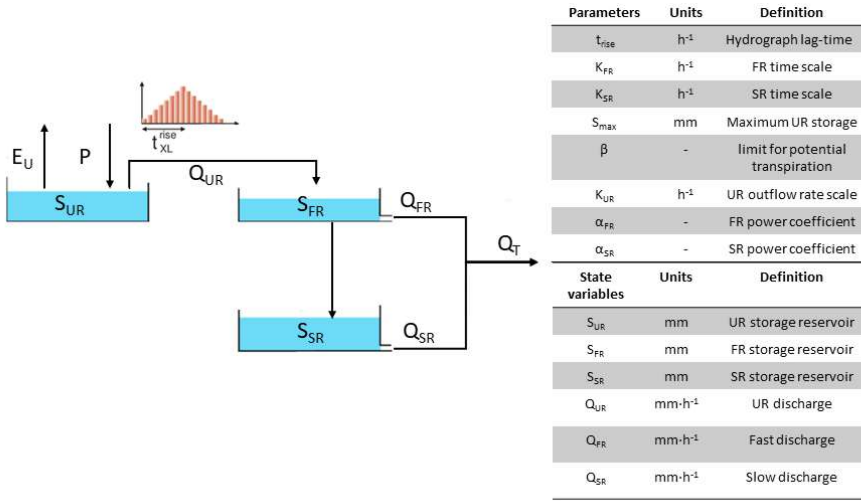 rise
t
XL
E_U
P
Q_UR
S_UR
S_FR
Q_FR
Q_T
S_SR
Q_SR
Parameters Units Definition
t_rise h⁻¹ Hydrograph lag-time
K_FR h⁻¹ FR time scale
K_SR h⁻¹ SR time scale
S_max mm Maximum UR storage
β - limit for potential
transpiration
K_UR h⁻¹ UR outflow rate scale
α_FR - FR power coefficient
α_SR - SR power coefficient
State Units Definition
variables
S_UR mm UR storage reservoir
S_FR mm FR storage reservoir
S_SR mm SR storage reservoir
Q_UR mm·h⁻¹ UR discharge
Q_FR mm·h⁻¹ Fast discharge
Q_SR mm·h⁻¹ Slow discharge